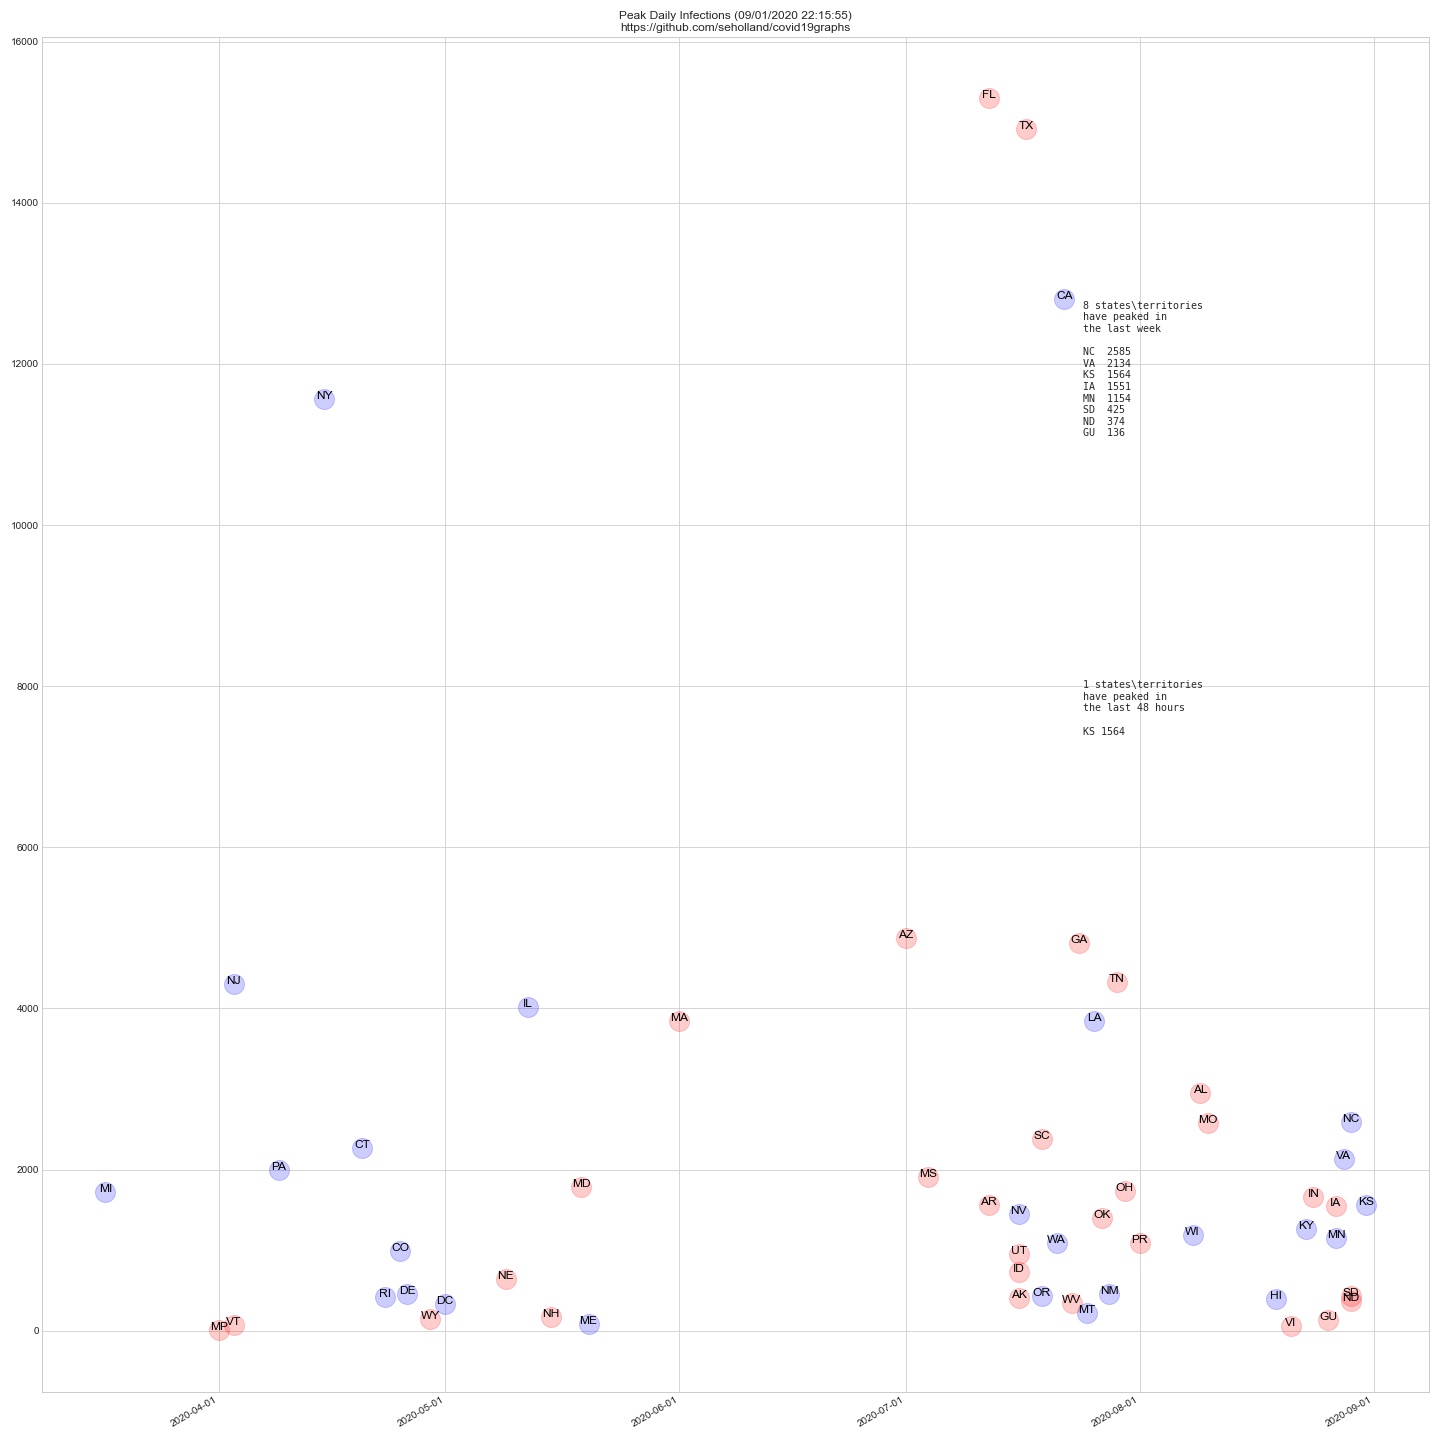 Peak Daily Infections (09/01/2020 22:15:55)
https://github.com/seholland/covid19graphs
16000
FL
TX
14000
CA
8 states\territories
have peaked in
the last week
NC 2585
VA 2134
KS 1564
IA 1551
MN 1154
SD 425
ND 374
GU 136
12000
NY
10000
8000
1 states\territories
have peaked in
the last 48 hours
KS 1564
6000
AZ
GA
NJ
TN
IL
4000
MA
LA
AL
MO
NC
SC
CT
VA
2000
PA
MS
MD
MI
OH
IN
AR
IA
KS
NV
OK
KY
WI
MN
WA
PR
CO
UT
ID
NE
RI
DE
DC
AK
OR
WV
NM
MT
HI
SD
ND
WY
NH
ME
MP
VT
VI
GU
0
2020-04-01
2020-05-01
2020-06-01
2020-07-01
2020-08-01
2020-09-01